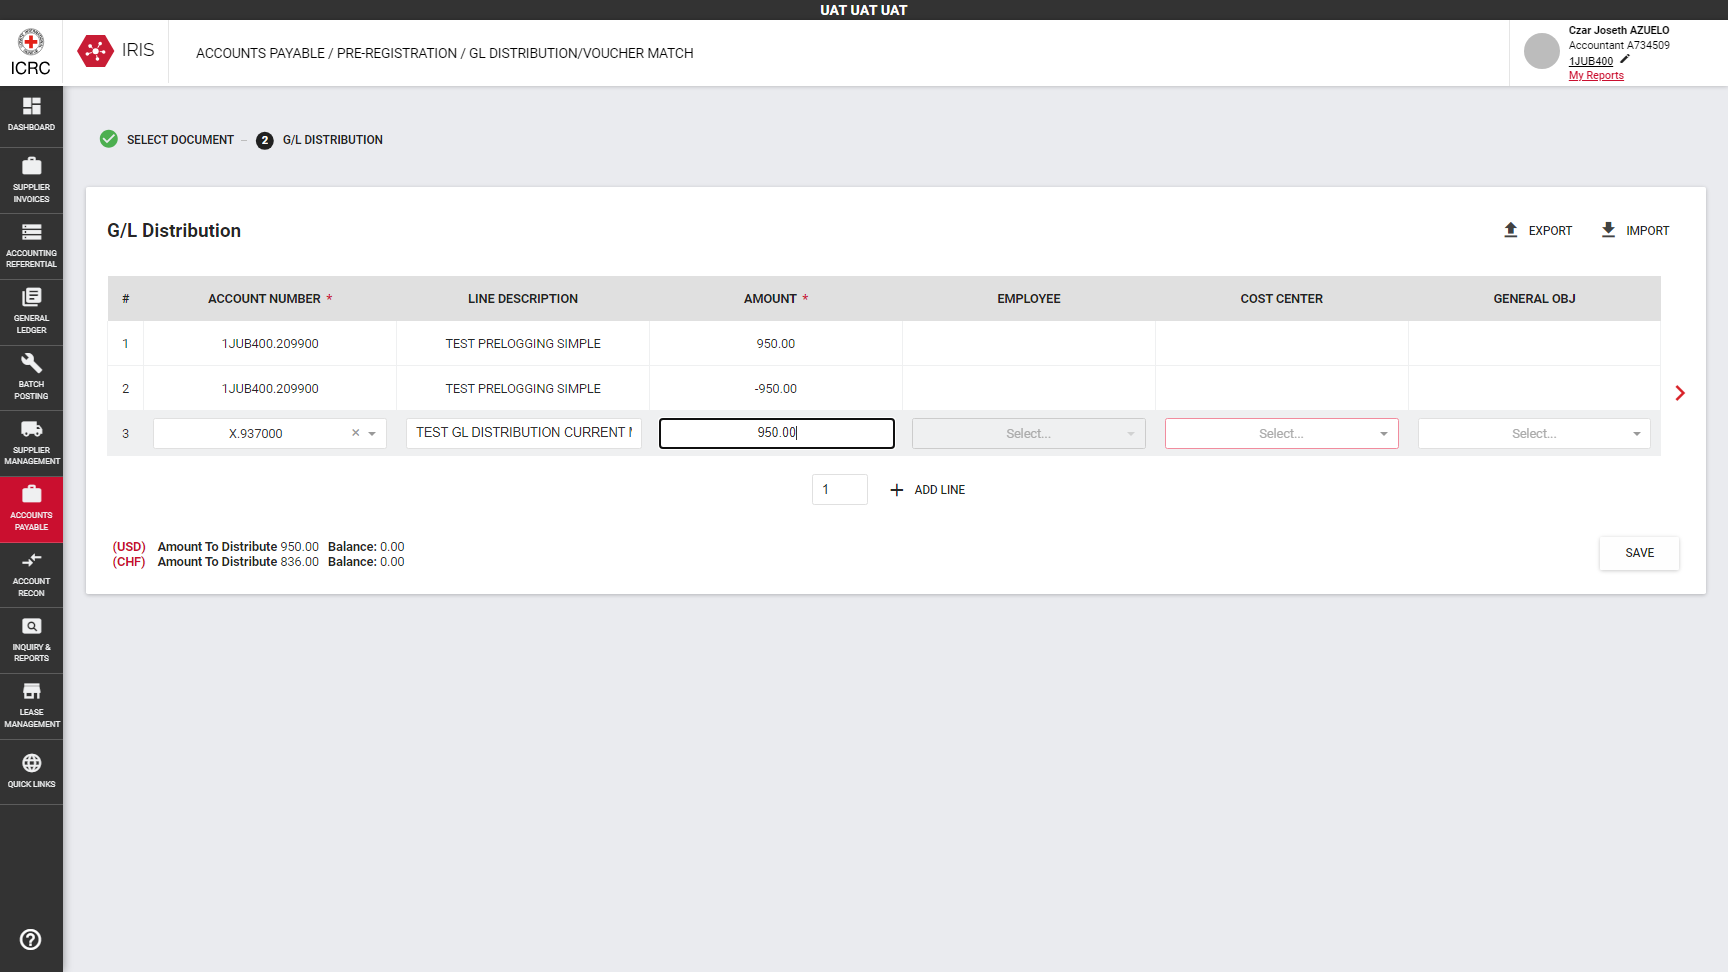 UAT UAT UAT
ICRC
IRIS
ACCOUNTS PAYABLE / PRE-REGISTRATION / GL DISTRIBUTION/VOUCHER MATCH
Czar Joseth AZUELO
Accountant A734509
1JUB400
My Reports
DASHBOARD
SUPPLIER
INVOICES
ACCOUNTING
REFERENTIAL
GENERAL
LEDGER
BATCH
POSTING
SUPPLIER
MANAGEMENT
ACCOUNTS
PAYABLE
ACCOUNT
RECON
INQUIRY &
REPORTS
LEASE
MANAGEMENT
QUICK LINKS
SELECT DOCUMENT
2 G/L DISTRIBUTION
G/L Distribution
EXPORT
IMPORT
# ACCOUNT NUMBER * LINE DESCRIPTION AMOUNT * EMPLOYEE COST CENTER GENERAL OBJ
1 1JUB400.209900 TEST PRELOGGING SIMPLE 950.00
2 1JUB400.209900 TEST PRELOGGING SIMPLE -950.00
3 X.937000 TEST GL DISTRIBUTION CURRENT 950.00 Select... Select... Select...
1 ADD LINE
(USD) Amount To Distribute 950.00 Balance: 0.00
(CHF) Amount To Distribute 836.00 Balance: 0.00
SAVE